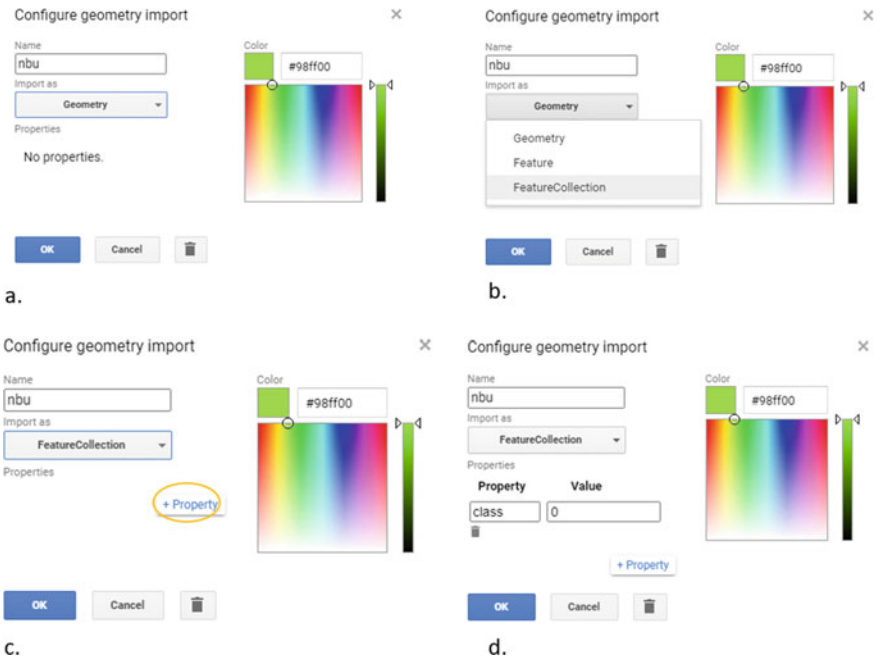 Configure geometry import ×
Name
nbu
Import as
Geometry
Properties
No properties.
Color
#98ff00
OK Cancel
a.
Configure geometry import ×
Name
nbu
Import as
Geometry
Geometry
Feature
FeatureCollection
Color
#98ff00
OK Cancel
b.
Configure geometry import ×
Name
nbu
Import as
FeatureCollection
Properties
+ Property
Color
#98ff00
OK Cancel
c.
Configure geometry import ×
Name
nbu
Import as
FeatureCollection
Properties
Property Value
class 0
+ Property
Color
#98ff00
OK Cancel
d.